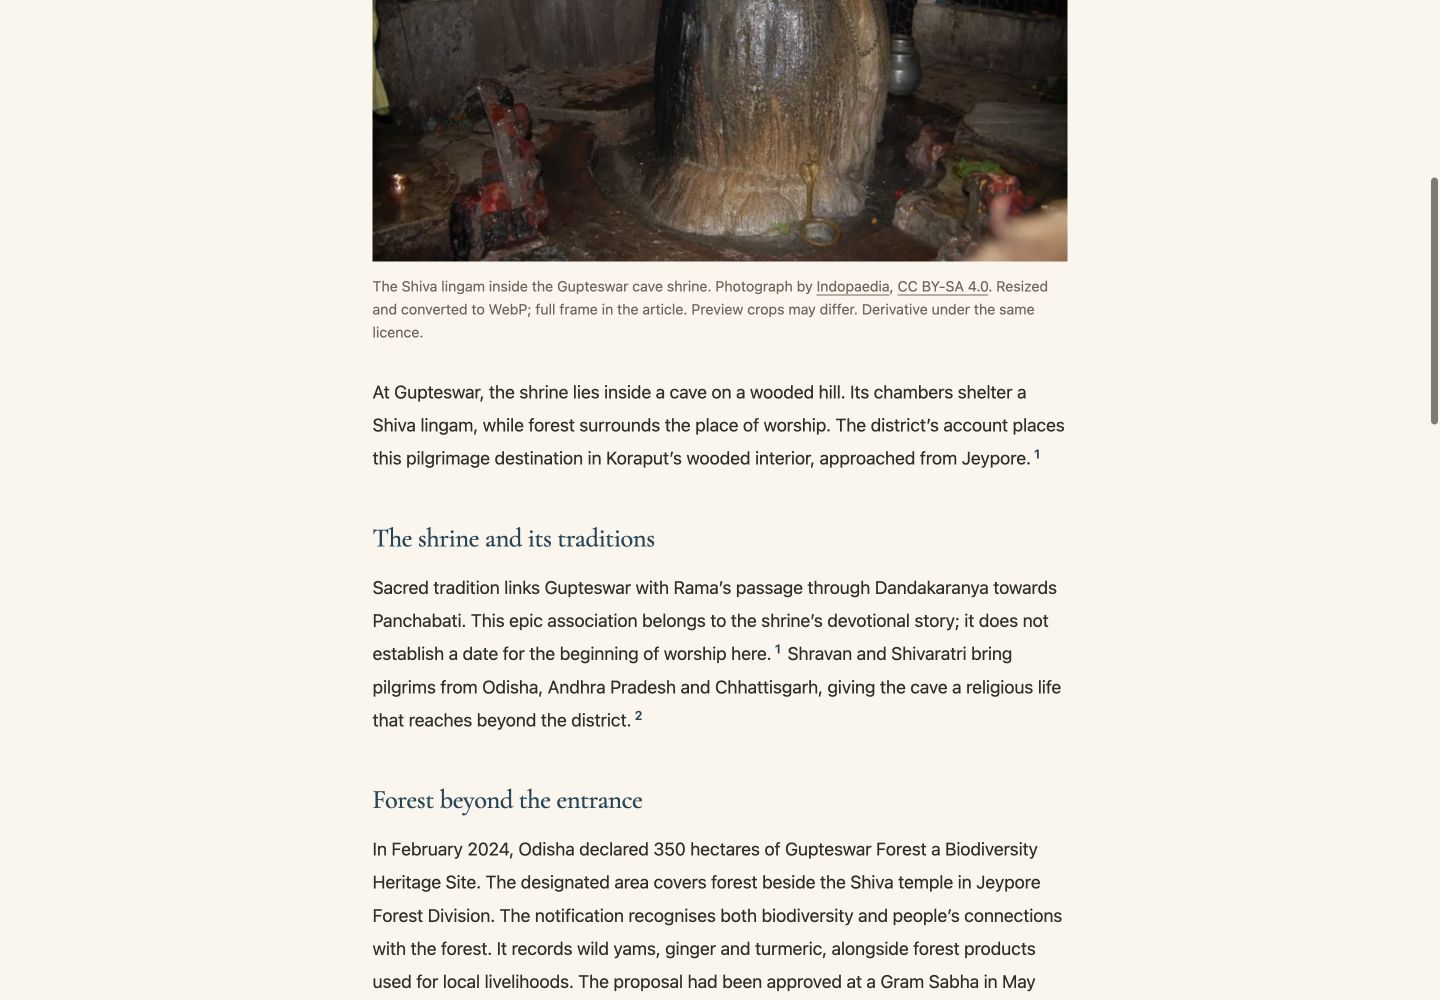 The Shiva lingam inside the Gupteswar cave shrine. Photograph by Indopaedia, CC BY-SA 4.0. Resized
and converted to WebP; full frame in the article. Preview crops may differ. Derivative under the same
licence.
At Gupteswar, the shrine lies inside a cave on a wooded hill. Its chambers shelter a
Shiva lingam, while forest surrounds the place of worship. The district’s account places
this pilgrimage destination in Koraput’s wooded interior, approached from Jeypore. 1
The shrine and its traditions
Sacred tradition links Gupteswar with Rama’s passage through Dandakaranya towards
Panchabati. This epic association belongs to the shrine’s devotional story; it does not
establish a date for the beginning of worship here. 1 Shravan and Shivaratri bring
pilgrims from Odisha, Andhra Pradesh and Chhattisgarh, giving the cave a religious life
that reaches beyond the district. 2
Forest beyond the entrance
In February 2024, Odisha declared 350 hectares of Gupteswar Forest a Biodiversity
Heritage Site. The designated area covers forest beside the Shiva temple in Jeypore
Forest Division. The notification recognises both biodiversity and people’s connections
with the forest. It records wild yams, ginger and turmeric, alongside forest products
used for local livelihoods. The proposal had been approved at a Gram Sabha in May